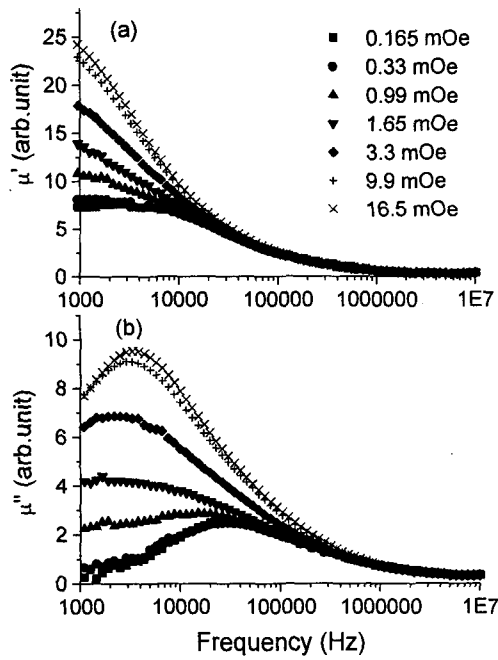 (a)
0.165 mOe
0.33 mOe
0.99 mOe
1.65 mOe
3.3 mOe
9.9 mOe
16.5 mOe
μ' (arb.unit)
25
20
15
10
5
0
1000 10000 100000 1000000 1E7
(b)
μ" (arb.unit)
10
8
6
4
2
0
1000 10000 100000 1000000 1E7
Frequency (Hz)